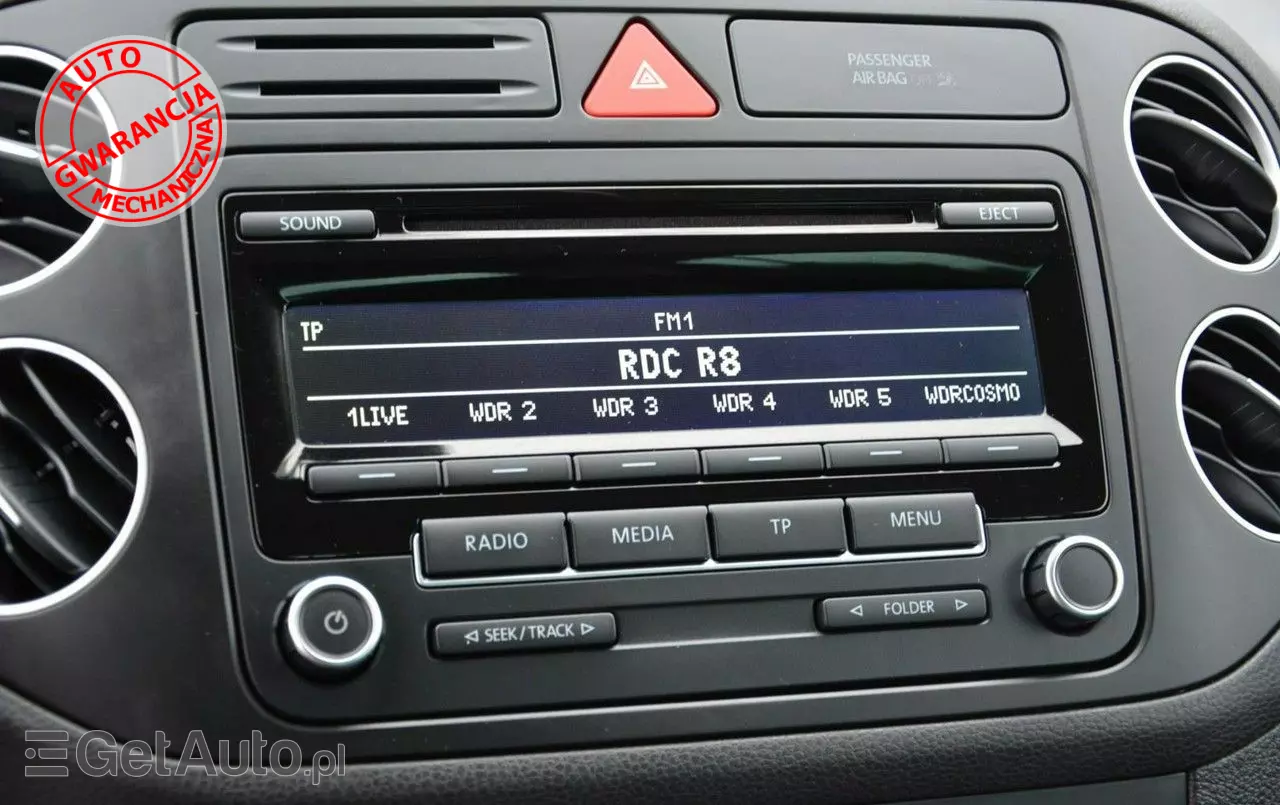 AUTO
GWARANCJA
MECHANICZNA
PASSENGER
AIR BAG
SOUND
EJECT
TP
FM1
RDC R8
1LIVE WDR 2 WDR 3 WDR 4 WDR 5 WDRCOSMO
RADIO MEDIA TP MENU
SEEK/TRACK
FOLDER
GetAuto.pl